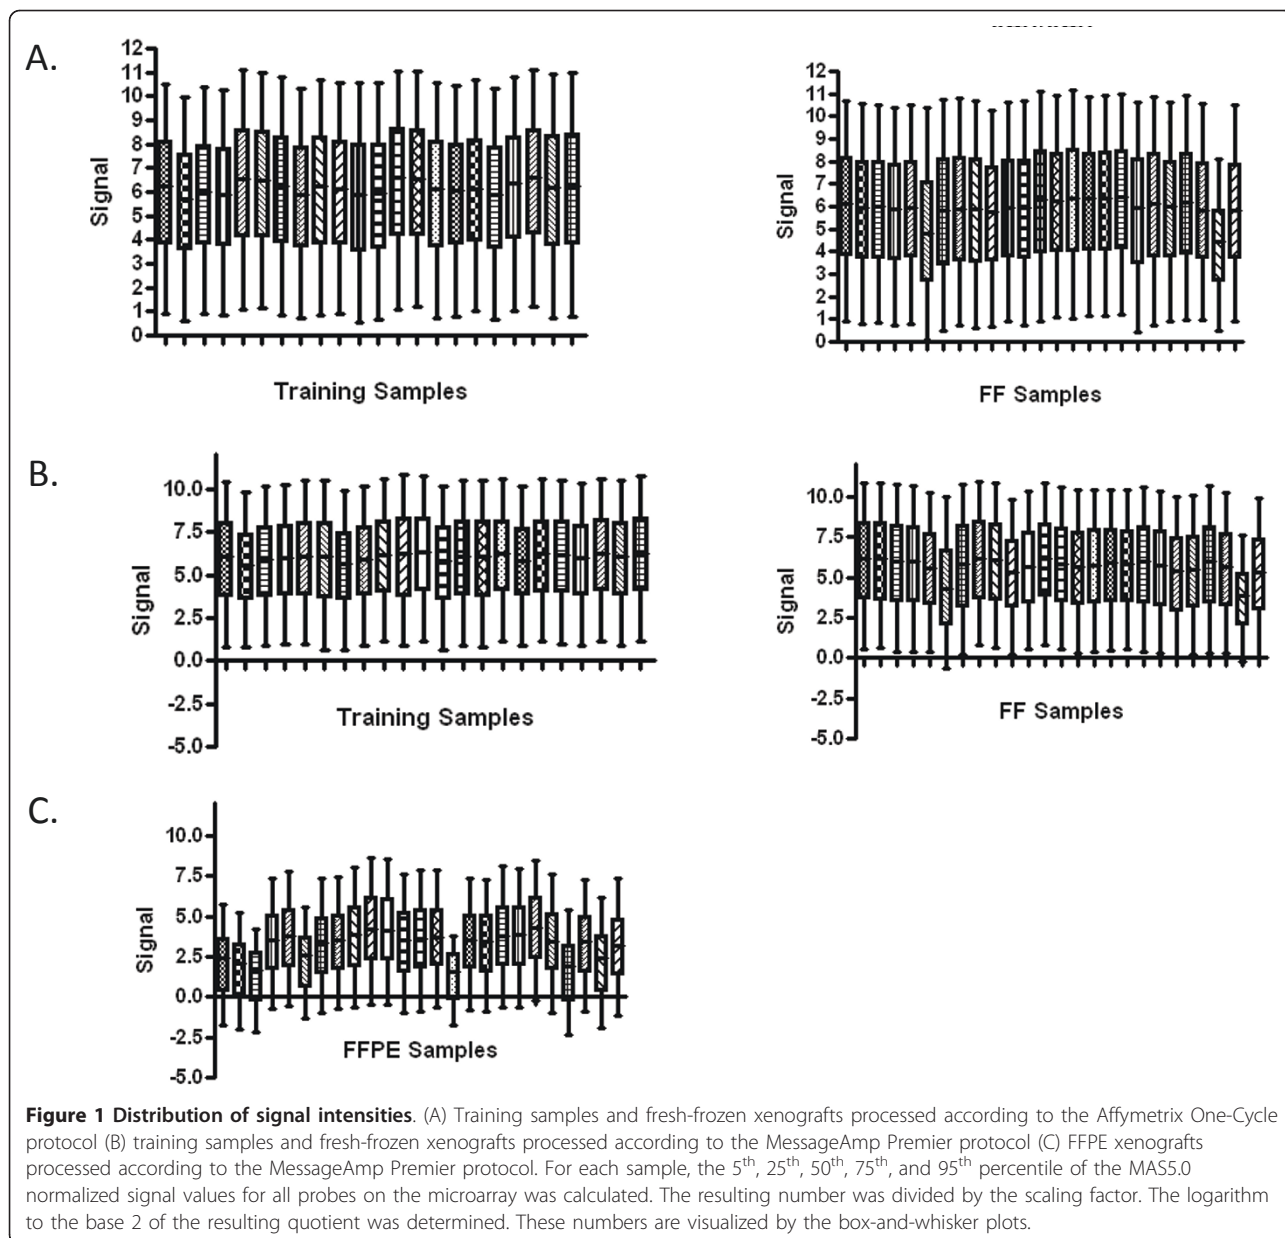 A.
12
11
10
9
8
7
6
5
4
3
2
1
0
Signal
Training Samples
12
11
10
9
8
7
6
5
4
3
2
1
0
Signal
FF Samples
B.
10.0
7.5
5.0
2.5
0.0
-2.5
-5.0
Signal
Training Samples
10.0
7.5
5.0
2.5
0.0
-2.5
-5.0
Signal
FF Samples
C.
10.0
7.5
5.0
2.5
0.0
-2.5
-5.0
Signal
FFPE Samples
Figure 1 Distribution of signal intensities. (A) Training samples and fresh-frozen xenografts processed according to the Affymetrix One-Cycle
protocol (B) training samples and fresh-frozen xenografts processed according to the MessageAmp Premier protocol (C) FFPE xenografts
processed according to the MessageAmp Premier protocol. For each sample, the 5th, 25th, 50th, 75th, and 95th percentile of the MAS5.0
normalized signal values for all probes on the microarray was calculated. The resulting number was divided by the scaling factor. The logarithm
to the base 2 of the resulting quotient was determined. These numbers are visualized by the box-and-whisker plots.